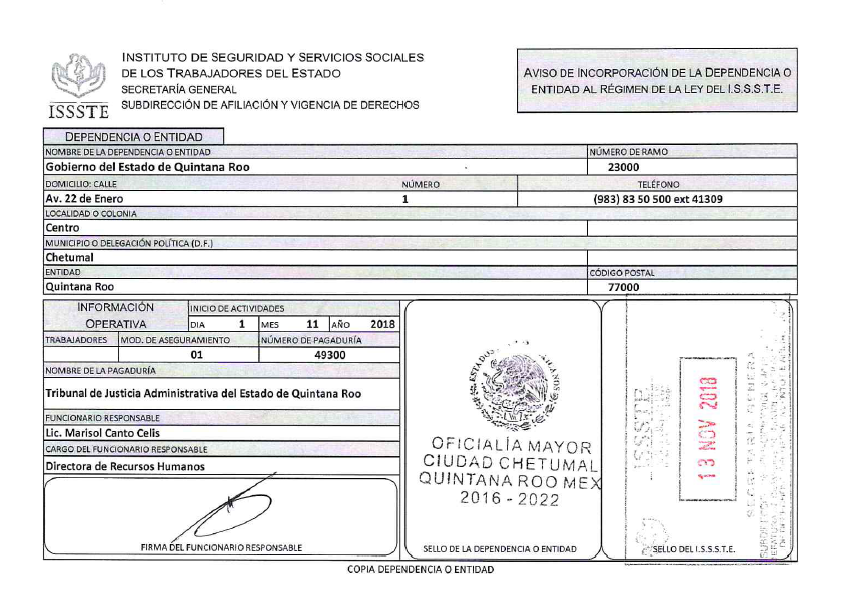 INSTITUTO DE SEGURIDAD Y SERVICIOS SOCIALES
DE LOS TRABAJADORES DEL ESTADO
SECRETARÍA GENERAL
SUBDIRECCIÓN DE AFILIACIÓN Y VIGENCIA DE DERECHOS
ISSSTE
AVISO DE INCORPORACIÓN DE LA DEPENDENCIA O
ENTIDAD AL RÉGIMEN DE LA LEY DEL I.S.S.S.T.E.
DEPENDENCIA O ENTIDAD
NOMBRE DE LA DEPENDENCIA O ENTIDAD NÚMERO DE RAMO
Gobierno del Estado de Quintana Roo 23000
DOMICILIO: CALLE NÚMERO TELÉFONO
Av. 22 de Enero 1 (983) 83 50 500 ext 41309
LOCALIDAD O COLONIA
Centro
MUNICIPIO O DELEGACIÓN POLÍTICA (D.F.)
Chetumal
ENTIDAD CÓDIGO POSTAL
Quintana Roo 77000
INFORMACIÓN
OPERATIVA
INICIO DE ACTIVIDADES
DIA 1 MES 11 AÑO 2018
TRABAJADORES MOD. DE ASEGURAMIENTO NÚMERO DE PAGADURÍA
01 49300
NOMBRE DE LA PAGADURÍA
Tribunal de Justicia Administrativa del Estado de Quintana Roo
FUNCIONARIO RESPONSABLE
Lic. Marisol Canto Celis
CARGO DEL FUNCIONARIO RESPONSABLE
Directora de Recursos Humanos
FIRMA DEL FUNCIONARIO RESPONSABLE
OFICIALÍA MAYOR
CIUDAD CHETUMAL
QUINTANA ROO MEX
2016 - 2022
SELLO DE LA DEPENDENCIA O ENTIDAD
ISSSTE
13 NOV 2018
SELLO DEL I.S.S.S.T.E.
COPIA DEPENDENCIA O ENTIDAD